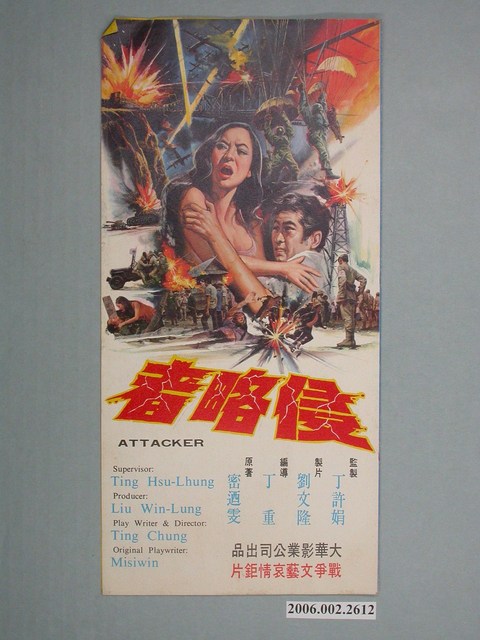 侵略者
ATTACKER
Supervisor:
Ting Hsu-Lhung
Producer:
Liu Win-Lung
Play Writer & Director:
Ting Chung
Original Playwriter:
Misiwin
監製
丁許娟
製片
劉文隆
編導
丁重
原著
密迺雯
大華影業公司出品
戰爭文藝哀情鉅片
2006.002.2612